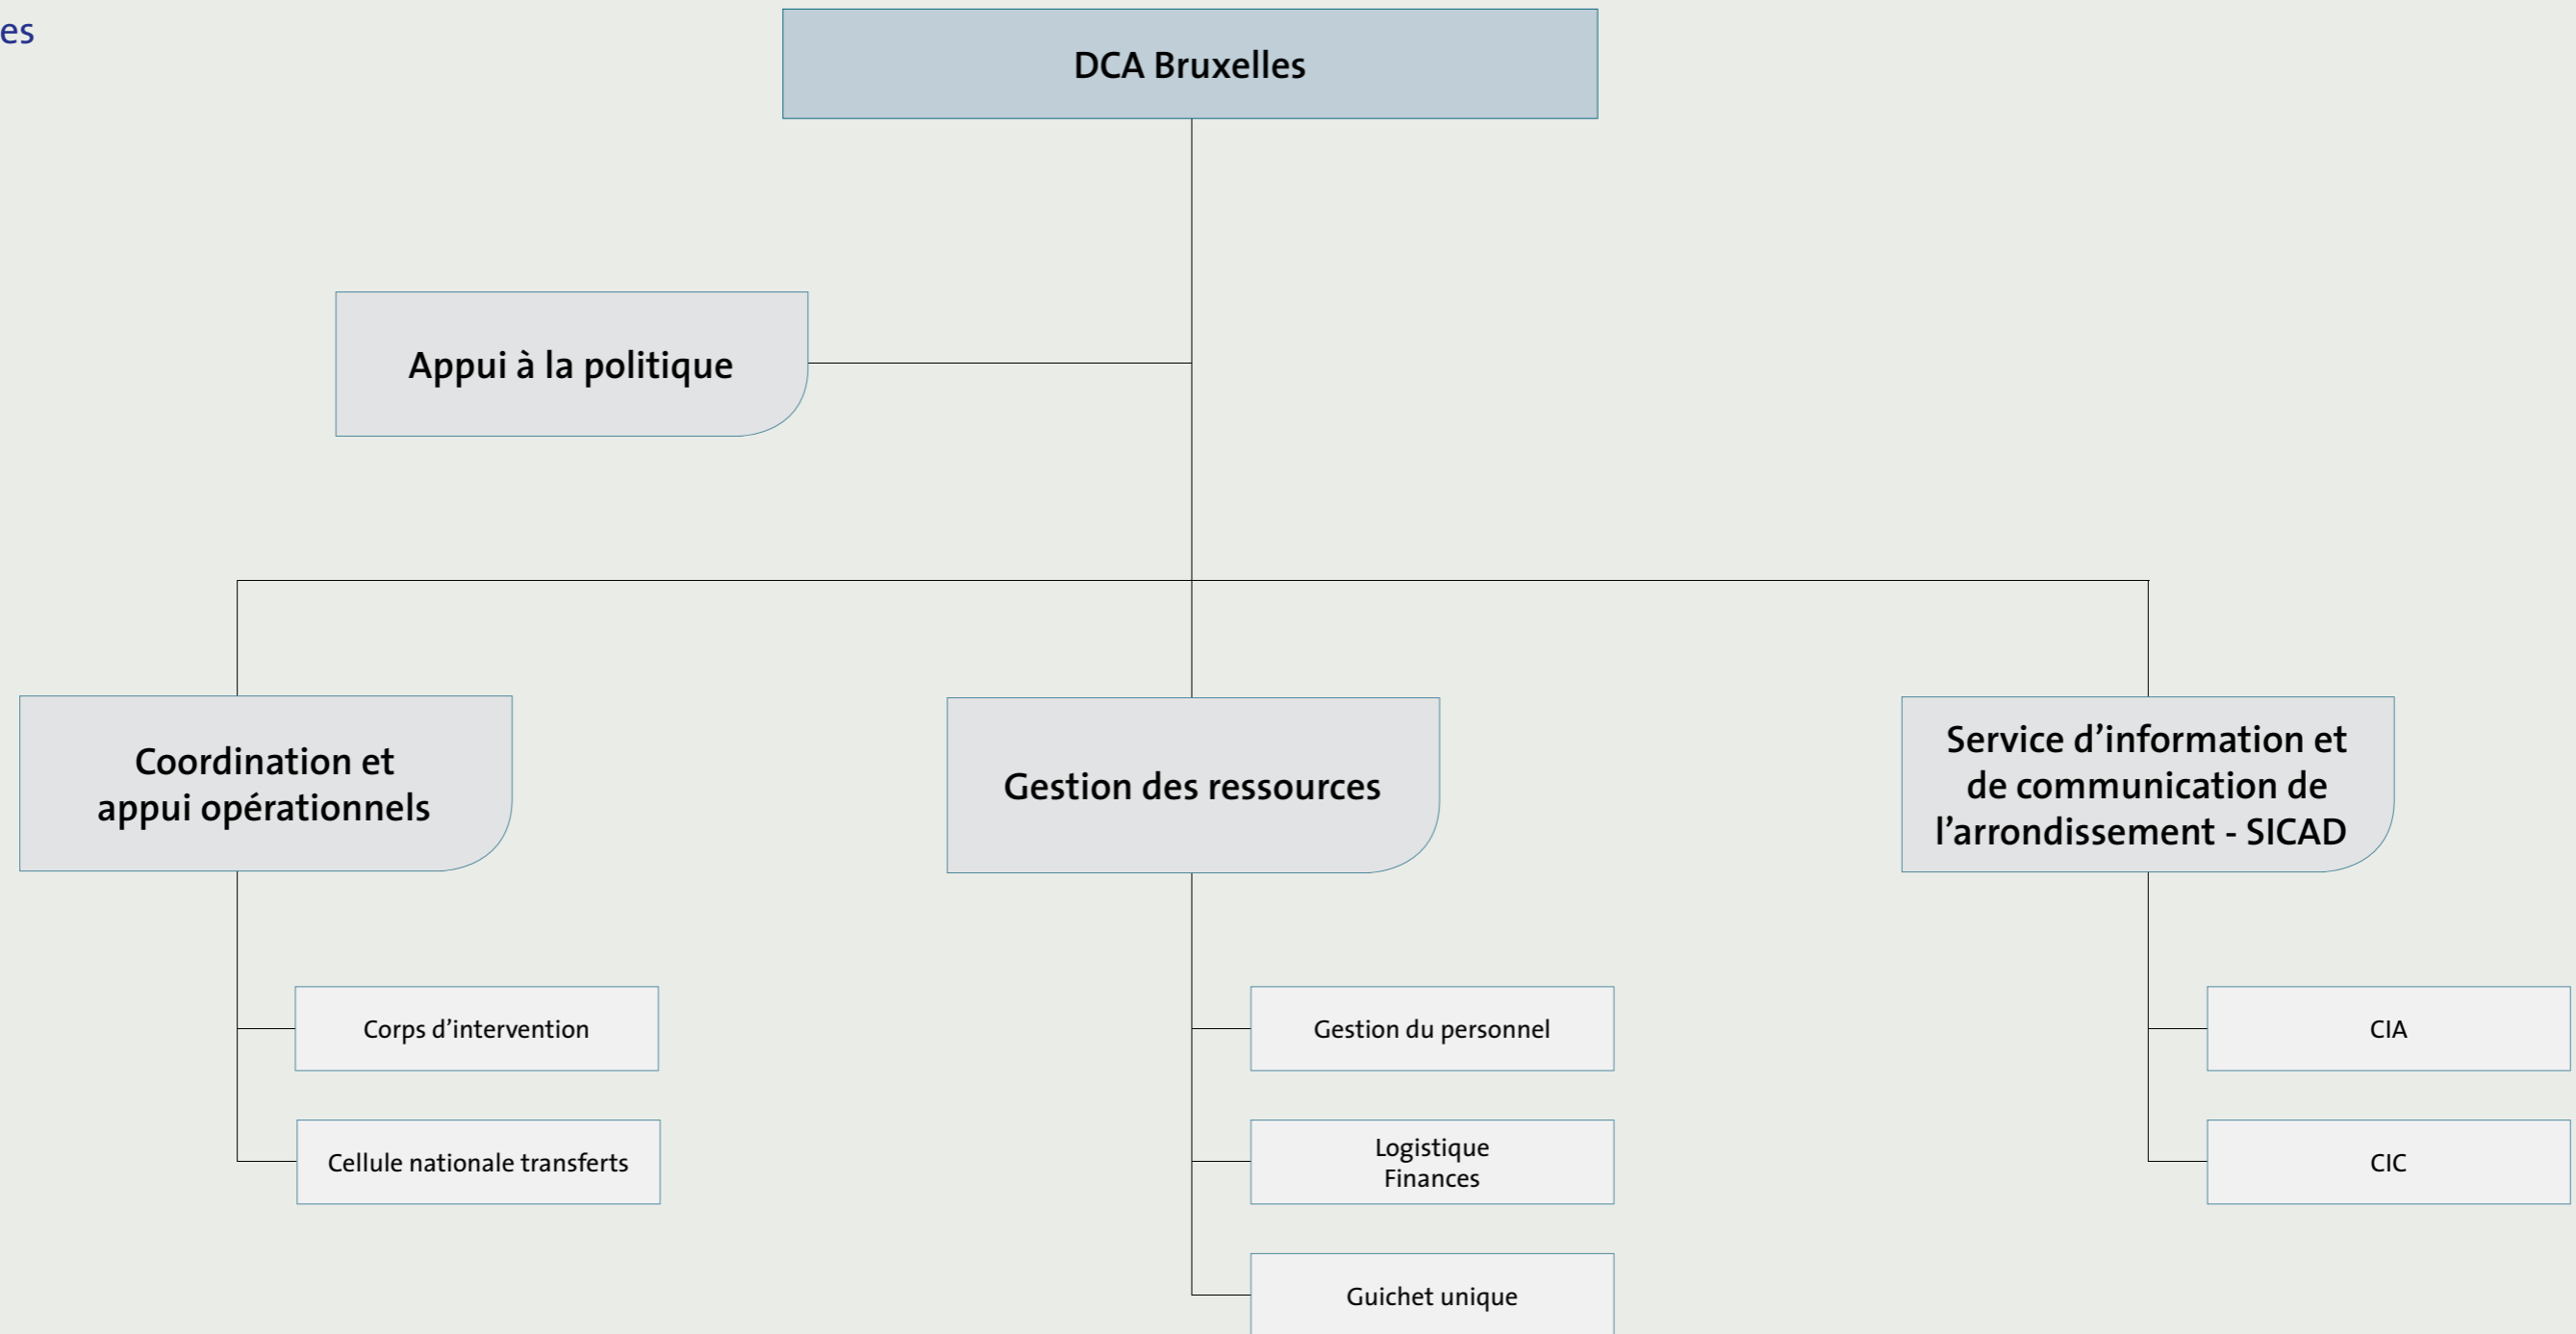 es
DCA Bruxelles
Appui à la politique
Coordination et
appui opérationnels
Gestion des ressources
Service d’information et
de communication de
l’arrondissement - SICAD
Corps d’intervention
Cellule nationale transferts
Gestion du personnel
Logistique
Finances
Guichet unique
CIA
CIC